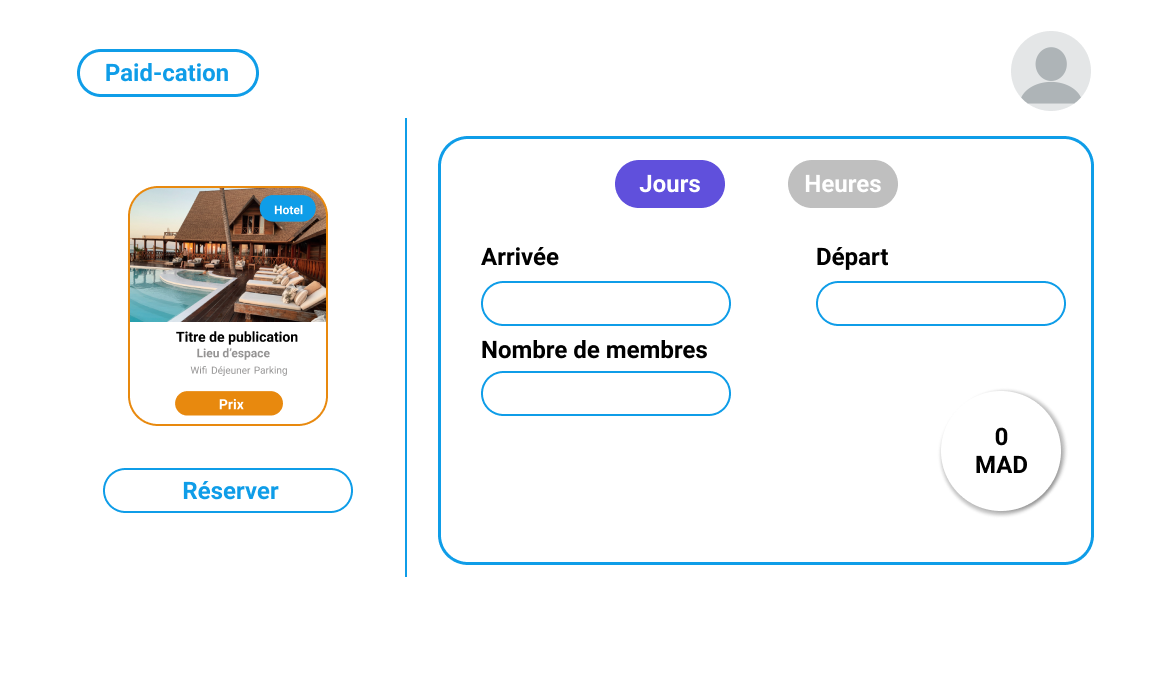 Paid-cation
Hotel
Titre de publication
Lieu d'espace
Wifi Déjeuner Parking
Prix
Réserver
Jours
Heures
Arrivée
Départ
Nombre de membres
0
MAD